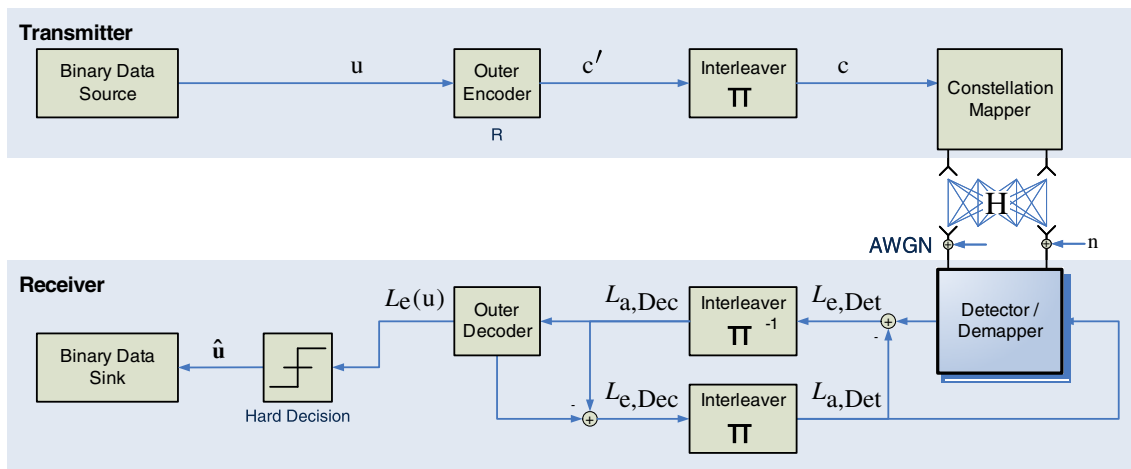 Transmitter
Binary Data
Source
u
Outer
Encoder
R
c′
Interleaver
π
c
Constellation
Mapper
H
AWGN
n
Receiver
Binary Data
Sink
û
Hard Decision
Le(u)
Outer
Decoder
La,Dec
Interleaver
π -1
Le,Det
-
+
Detector /
Demapper
-
+
Le,Dec
Interleaver
π
La,Det